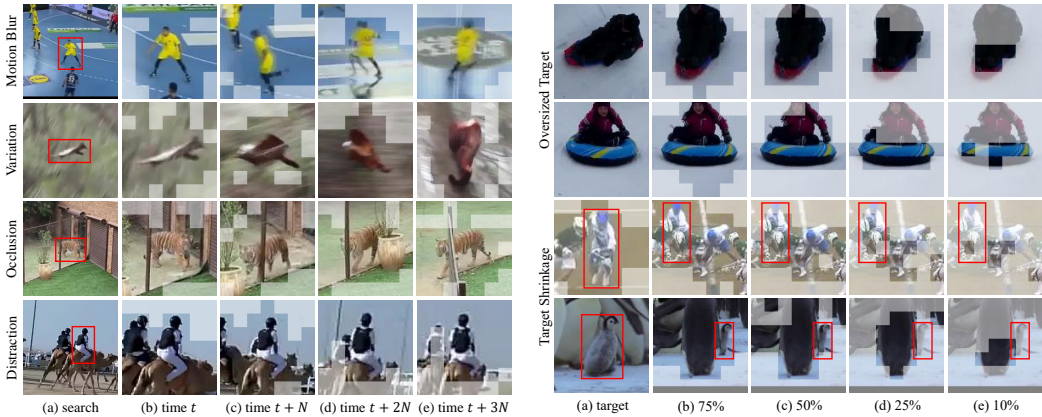 Motion Blur
Variation
Occlusion
Distraction
(a) search
(b) time t
(c) time t + N
(d) time t + 2N
(e) time t + 3N
Oversized Target
Target Shrinkage
(a) target
(b) 75%
(c) 50%
(d) 25%
(e) 10%